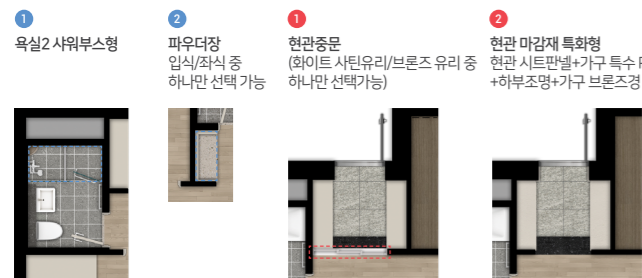 1
욕실2 샤워부스형
2
파우더장
입식/좌식 중
하나만 선택 가능
1
현관중문
(화이트 사틴유리/브론즈 유리 중
하나만 선택가능)
2
현관 마감재 특화형
현관 시트판넬+가구 특수
+하부조명+가구 브론즈경